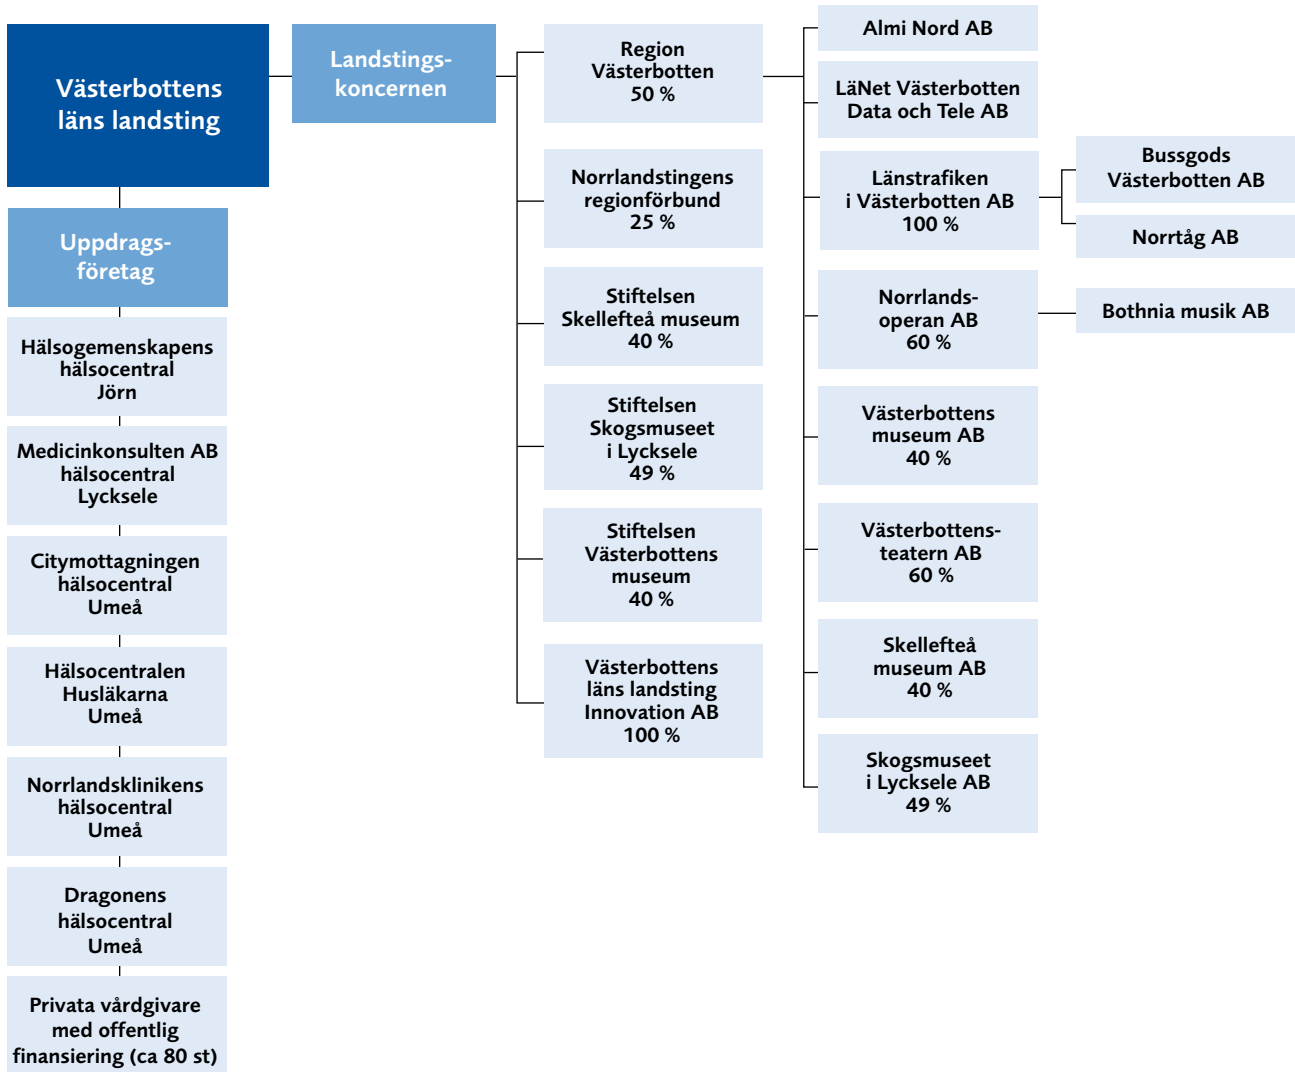 Västerbottens
läns landsting
Uppdrags-
företag
Hälsogemenskapens
hälsocentral
Jörn
Medicinkonsulten AB
hälsocentral
Lycksele
Citymottagningen
hälsocentral
Umeå
Hälsocentralen
Husläkarna
Umeå
Norrlandsklinikens
hälsocentral
Umeå
Dragonens
hälsocentral
Umeå
Privata vårdgivare
med offentlig
finansiering (ca 80 st)
Landstings-
koncernen
Region
Västerbotten
50 %
Norrlandstingens
regionförbund
25 %
Stiftelsen
Skellefteå museum
40 %
Stiftelsen
Skogsmuseet
i Lycksele
49 %
Stiftelsen
Västerbottens
museum
40 %
Västerbottens
läns landsting
Innovation AB
100 %
Almi Nord AB
LäNet Västerbotten
Data och Tele AB
Länstrafiken
i Västerbotten AB
100 %
Norrlands-
operan AB
60 %
Västerbottens
museum AB
40 %
Västerbottens-
teatern AB
60 %
Skellefteå
museum AB
40 %
Skogsmuseet
i Lycksele AB
49 %
Bussgods
Västerbotten AB
Norrtåg AB
Bothnia musik AB